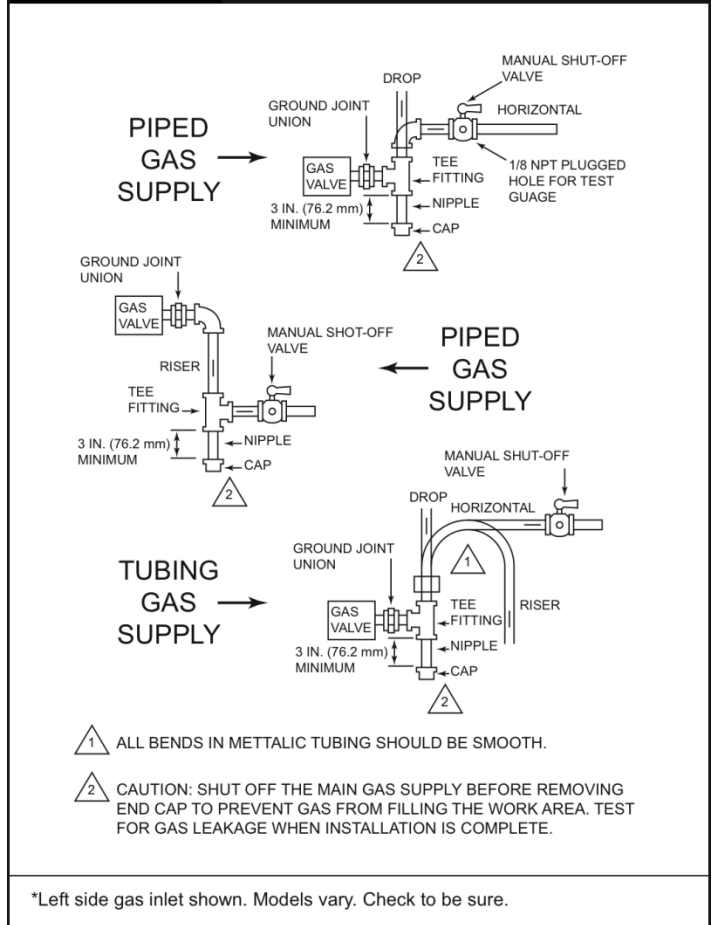 PIPED
GAS
SUPPLY
DROP
MANUAL SHUT-OFF
VALVE
GROUND JOINT
UNION
HORIZONTAL
GAS
VALVE
TEE
FITTING
1/8 NPT PLUGGED
HOLE FOR TEST
GUAGE
3 IN. (76.2 mm)
MINIMUM
NIPPLE
CAP
2
GROUND JOINT
UNION
GAS
VALVE
MANUAL SHOT-OFF
VALVE
RISER
TEE
FITTING
3 IN. (76.2 mm)
MINIMUM
NIPPLE
CAP
2
PIPED
GAS
SUPPLY
TUBING
GAS
SUPPLY
MANUAL SHUT-OFF
VALVE
DROP
HORIZONTAL
GROUND JOINT
UNION
1
GAS
VALVE
TEE
FITTING
RISER
3 IN. (76.2 mm)
MINIMUM
NIPPLE
CAP
2
1 ALL BENDS IN METTALIC TUBING SHOULD BE SMOOTH.
2 CAUTION: SHUT OFF THE MAIN GAS SUPPLY BEFORE REMOVING
END CAP TO PREVENT GAS FROM FILLING THE WORK AREA. TEST
FOR GAS LEAKAGE WHEN INSTALLATION IS COMPLETE.
*Left side gas inlet shown. Models vary. Check to be sure.